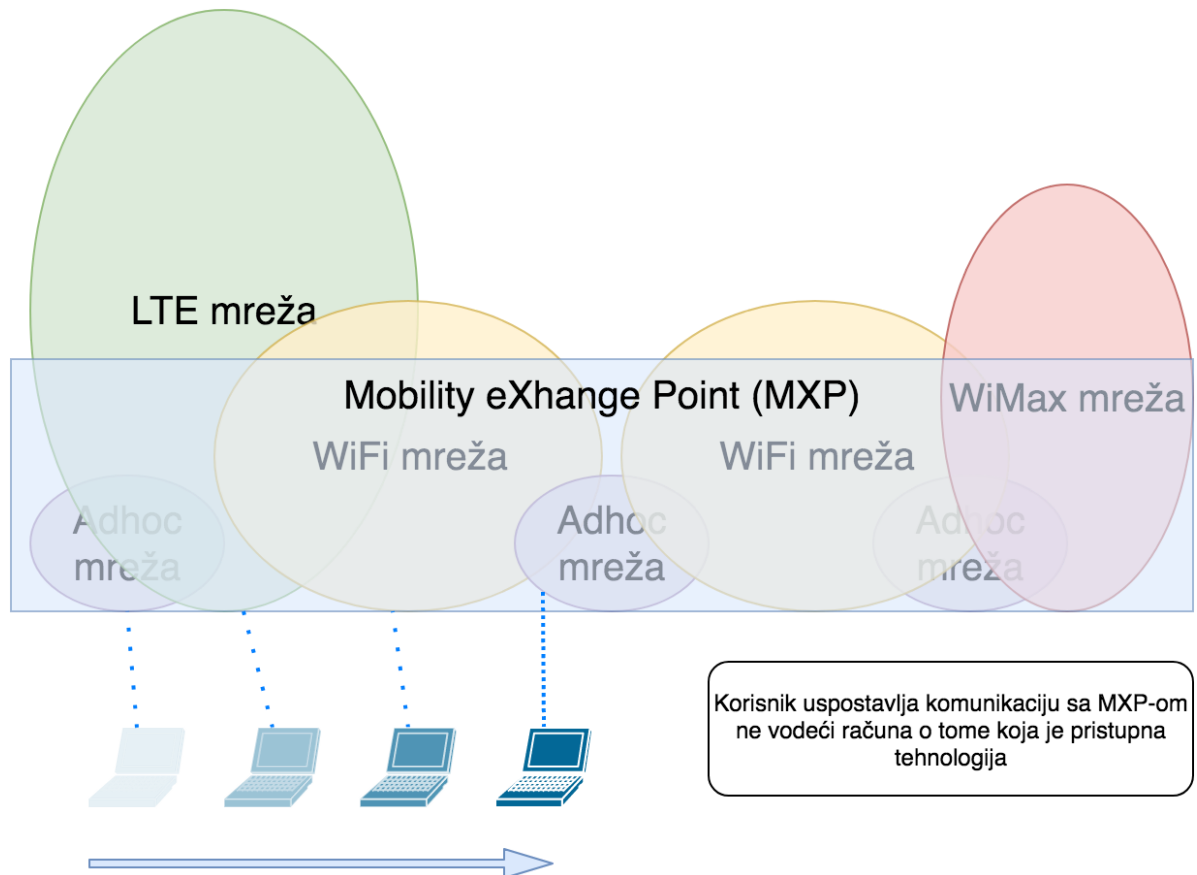 LTE mreža
Mobility eXhange Point (MXP)
WiMax mreža
WiFi mreža
WiFi mreža
Adhoc
mreža
Adhoc
mreža
Adhoc
mreža
Korisnik uspostavlja komunikaciju sa MXP-om
ne vodeći računa o tome koja je pristupna
tehnologija